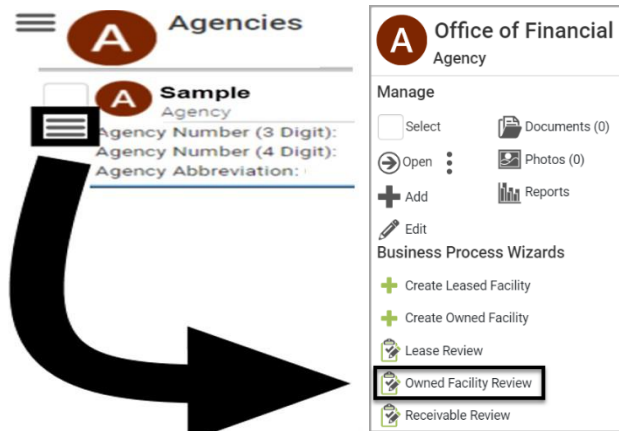 A Agencies
A Sample
Agency
Agency Number (3 Digit):
Agency Number (4 Digit):
Agency Abbreviation:
A Office of Financial
Agency
Manage
Select Documents (0)
Open Photos (0)
Add Reports
Edit
Business Process Wizards
Create Leased Facility
Create Owned Facility
Lease Review
Owned Facility Review
Receivable Review